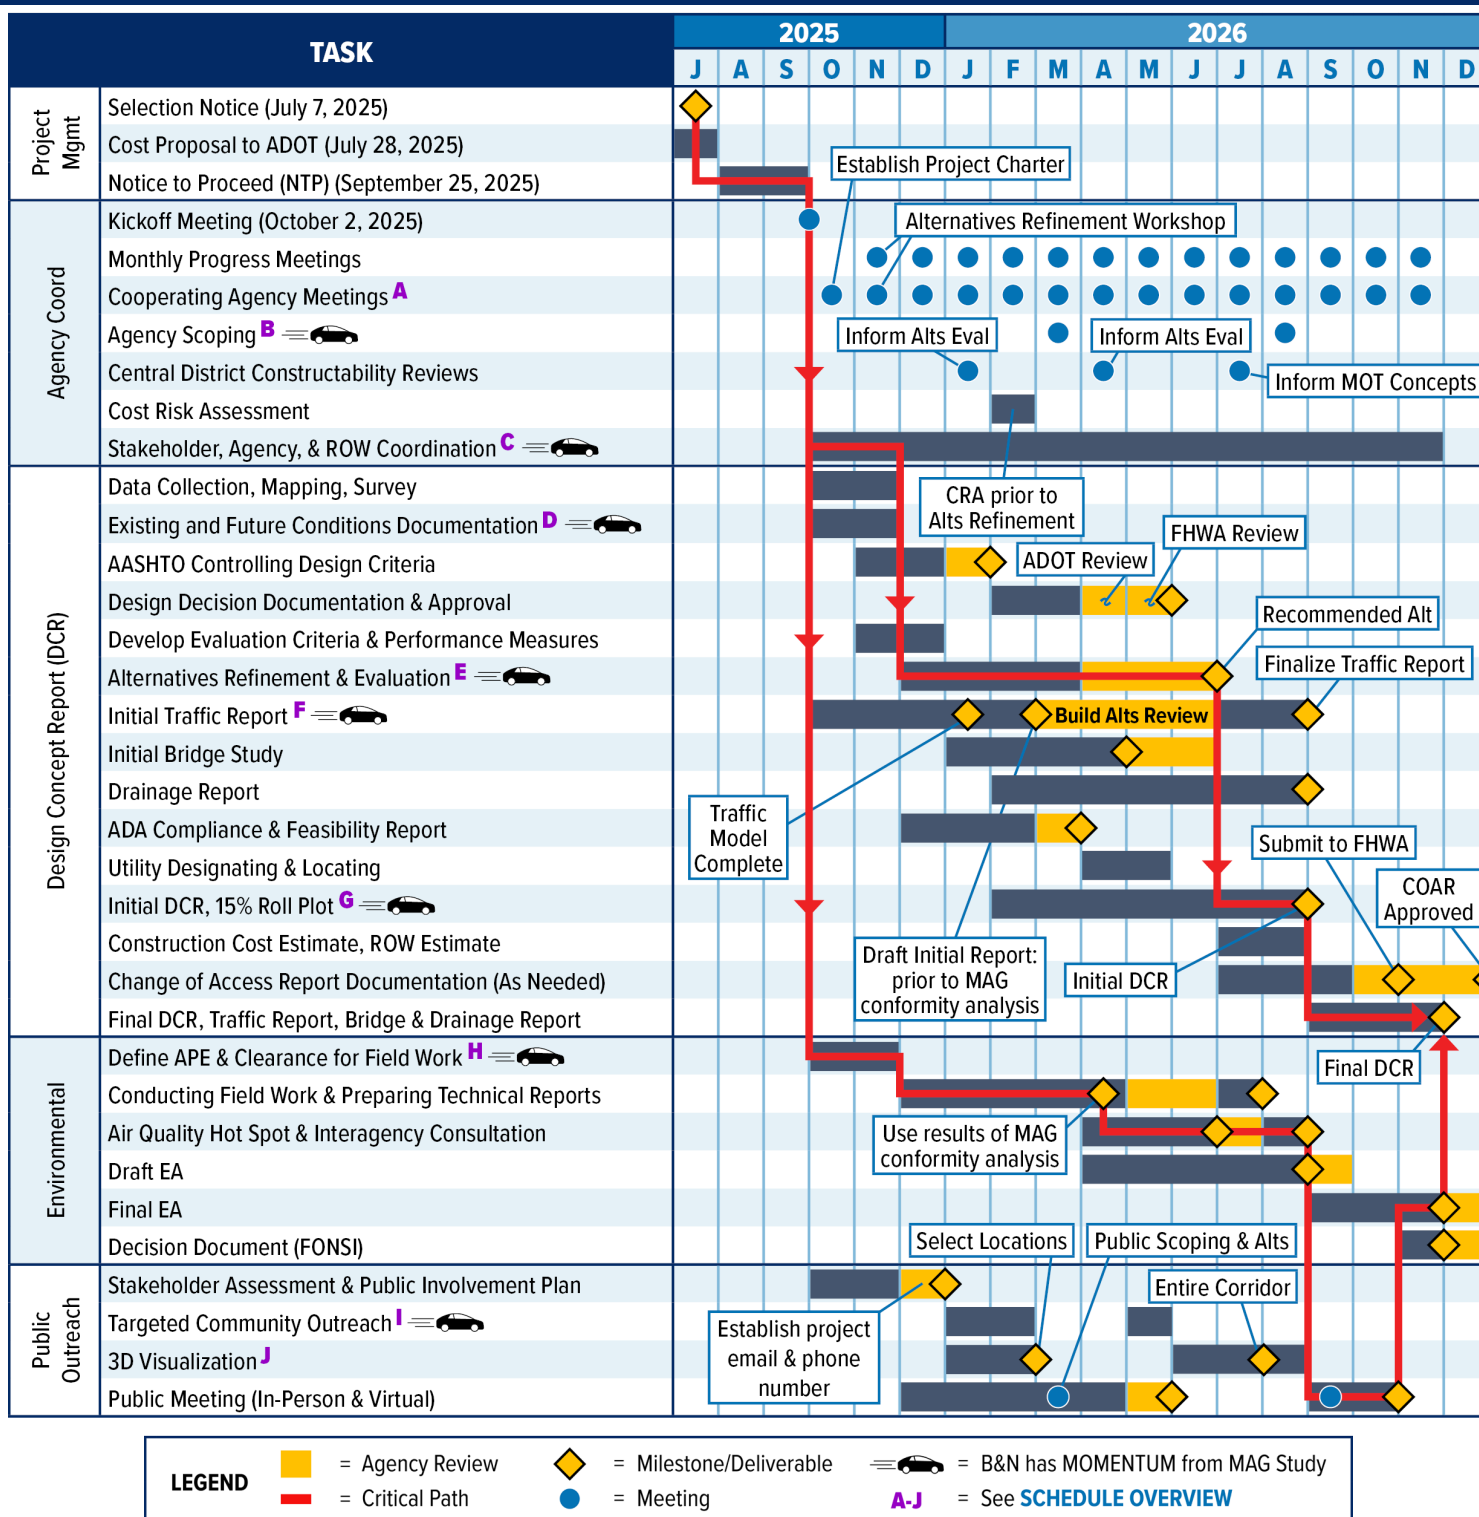 TASK
2025
2026
J A S O N D J F M A M J J A S O N D
Project
Mgmt
Selection Notice (July 7, 2025)
Cost Proposal to ADOT (July 28, 2025)
Notice to Proceed (NTP) (September 25, 2025)
Establish Project Charter
Agency Coord
Kickoff Meeting (October 2, 2025)
Alternatives Refinement Workshop
Monthly Progress Meetings
Cooperating Agency Meetings A
Agency Scoping B
Inform Alts Eval
Inform Alts Eval
Central District Constructability Reviews
Inform MOT Concepts
Cost Risk Assessment
Stakeholder, Agency, & ROW Coordination C
Design Concept Report (DCR)
Data Collection, Mapping, Survey
CRA prior to
Alts Refinement
Existing and Future Conditions Documentation D
FHWA Review
AASHTO Controlling Design Criteria
ADOT Review
Design Decision Documentation & Approval
Recommended Alt
Develop Evaluation Criteria & Performance Measures
Finalize Traffic Report
Alternatives Refinement & Evaluation E
Initial Traffic Report F
Build Alts Review
Initial Bridge Study
Drainage Report
Traffic
Model
Complete
ADA Compliance & Feasibility Report
Submit to FHWA
Utility Designating & Locating
COAR
Approved
Initial DCR, 15% Roll Plot G
Construction Cost Estimate, ROW Estimate
Draft Initial Report:
prior to MAG
conformity analysis
Initial DCR
Change of Access Report Documentation (As Needed)
Final DCR, Traffic Report, Bridge & Drainage Report
Environmental
Define APE & Clearance for Field Work H
Final DCR
Conducting Field Work & Preparing Technical Reports
Air Quality Hot Spot & Interagency Consultation
Use results of MAG
conformity analysis
Draft EA
Final EA
Decision Document (FONSI)
Select Locations
Public Scoping & Alts
Public
Outreach
Stakeholder Assessment & Public Involvement Plan
Entire Corridor
Targeted Community Outreach I
Establish project
email & phone
number
3D Visualization J
Public Meeting (In-Person & Virtual)
LEGEND
= Agency Review
= Milestone/Deliverable
= B&N has MOMENTUM from MAG Study
= Critical Path
= Meeting
A-J = See SCHEDULE OVERVIEW